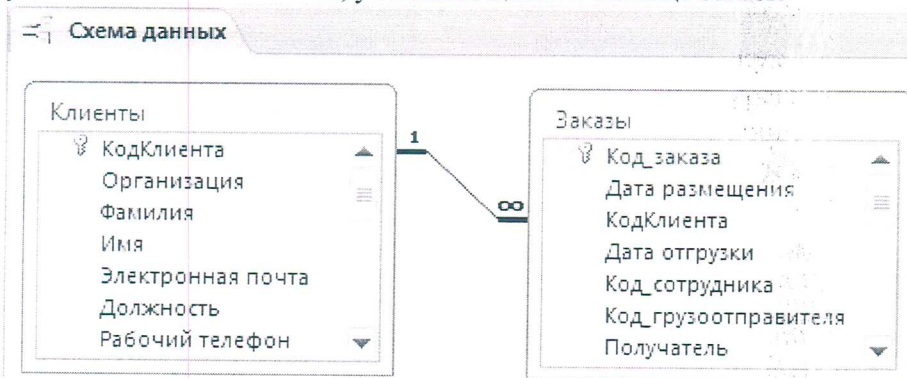 Схема данных
Клиенты
КодКлиента
Организация
Фамилия
Имя
Электронная почта
Должность
Рабочий телефон
1
∞
Заказы
Код_заказа
Дата размещения
КодКлиента
Дата отгрузки
Код_сотрудника
Код_грузоотправителя
Получатель